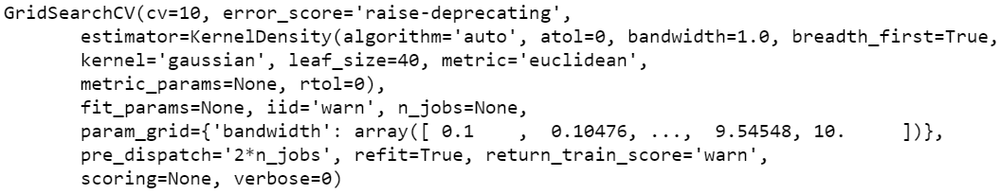 GridSearchCV(cv=10, error_score='raise-deprecating',
       estimator=KernelDensity(algorithm='auto', atol=0, bandwidth=1.0, breadth_first=True,
       kernel='gaussian', leaf_size=40, metric='euclidean',
       metric_params=None, rtol=0),
       fit_params=None, iid='warn', n_jobs=None,
       param_grid={'bandwidth': array([ 0.1    ,  0.10476, ...,  9.54548, 10.     ])},
       pre_dispatch='2*n_jobs', refit=True, return_train_score='warn',
       scoring=None, verbose=0)